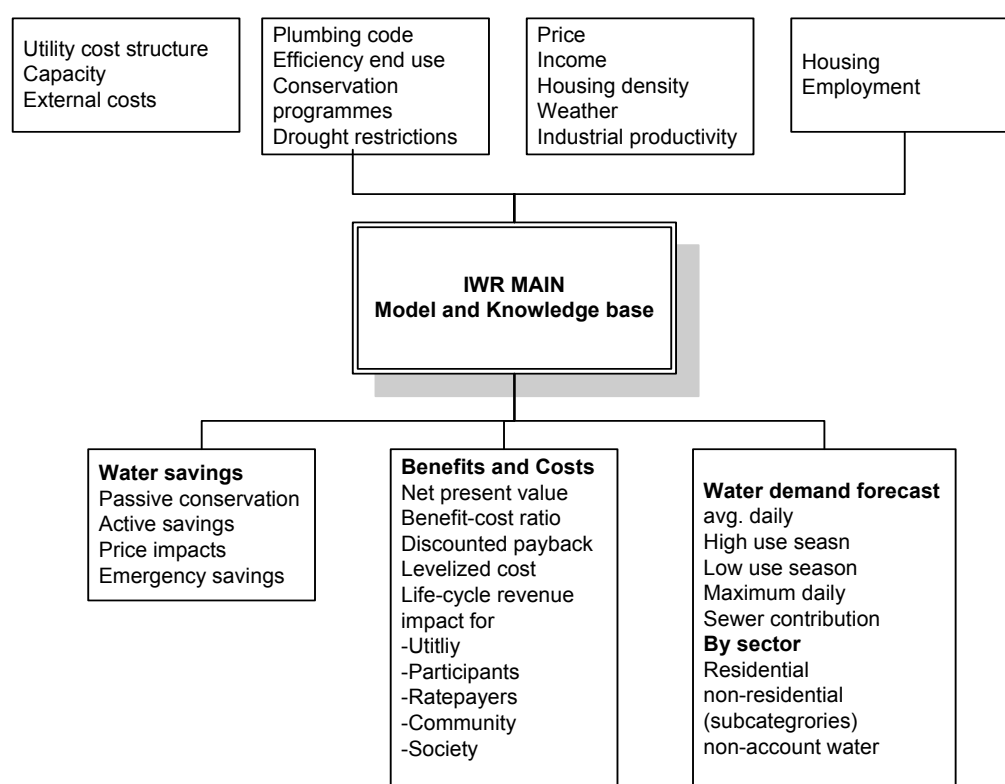 Utility cost structure
Capacity
External costs
Plumbing code
Efficiency end use
Conservation
programmes
Drought restrictions
Price
Income
Housing density
Weather
Industrial productivity
Housing
Employment
IWR MAIN
Model and Knowledge base
Water savings
Passive conservation
Active savings
Price impacts
Emergency savings
Benefits and Costs
Net present value
Benefit-cost ratio
Discounted payback
Levelized cost
Life-cycle revenue
impact for
-Utitliy
-Participants
-Ratepayers
-Community
-Society
Water demand forecast
avg. daily
High use seasn
Low use season
Maximum daily
Sewer contribution
By sector
Residential
non-residential
(subcategrories)
non-account water